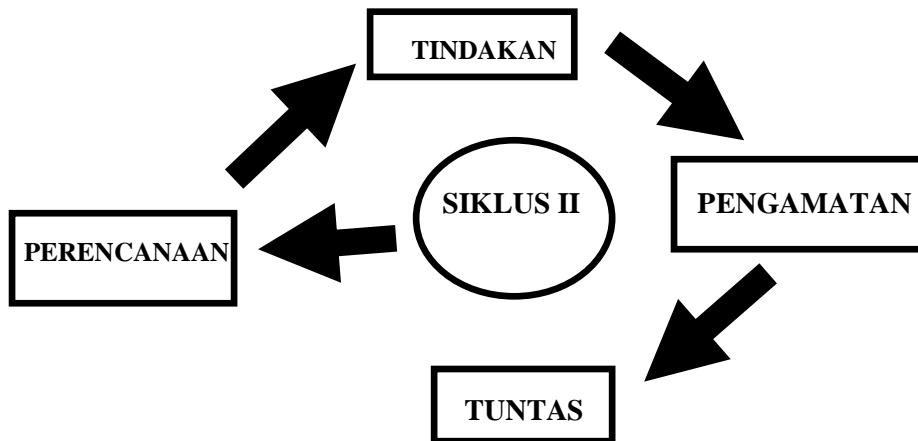 TINDAKAN
SIKLUS II
PENGAMATAN
PERENCANAAN
TUNTAS